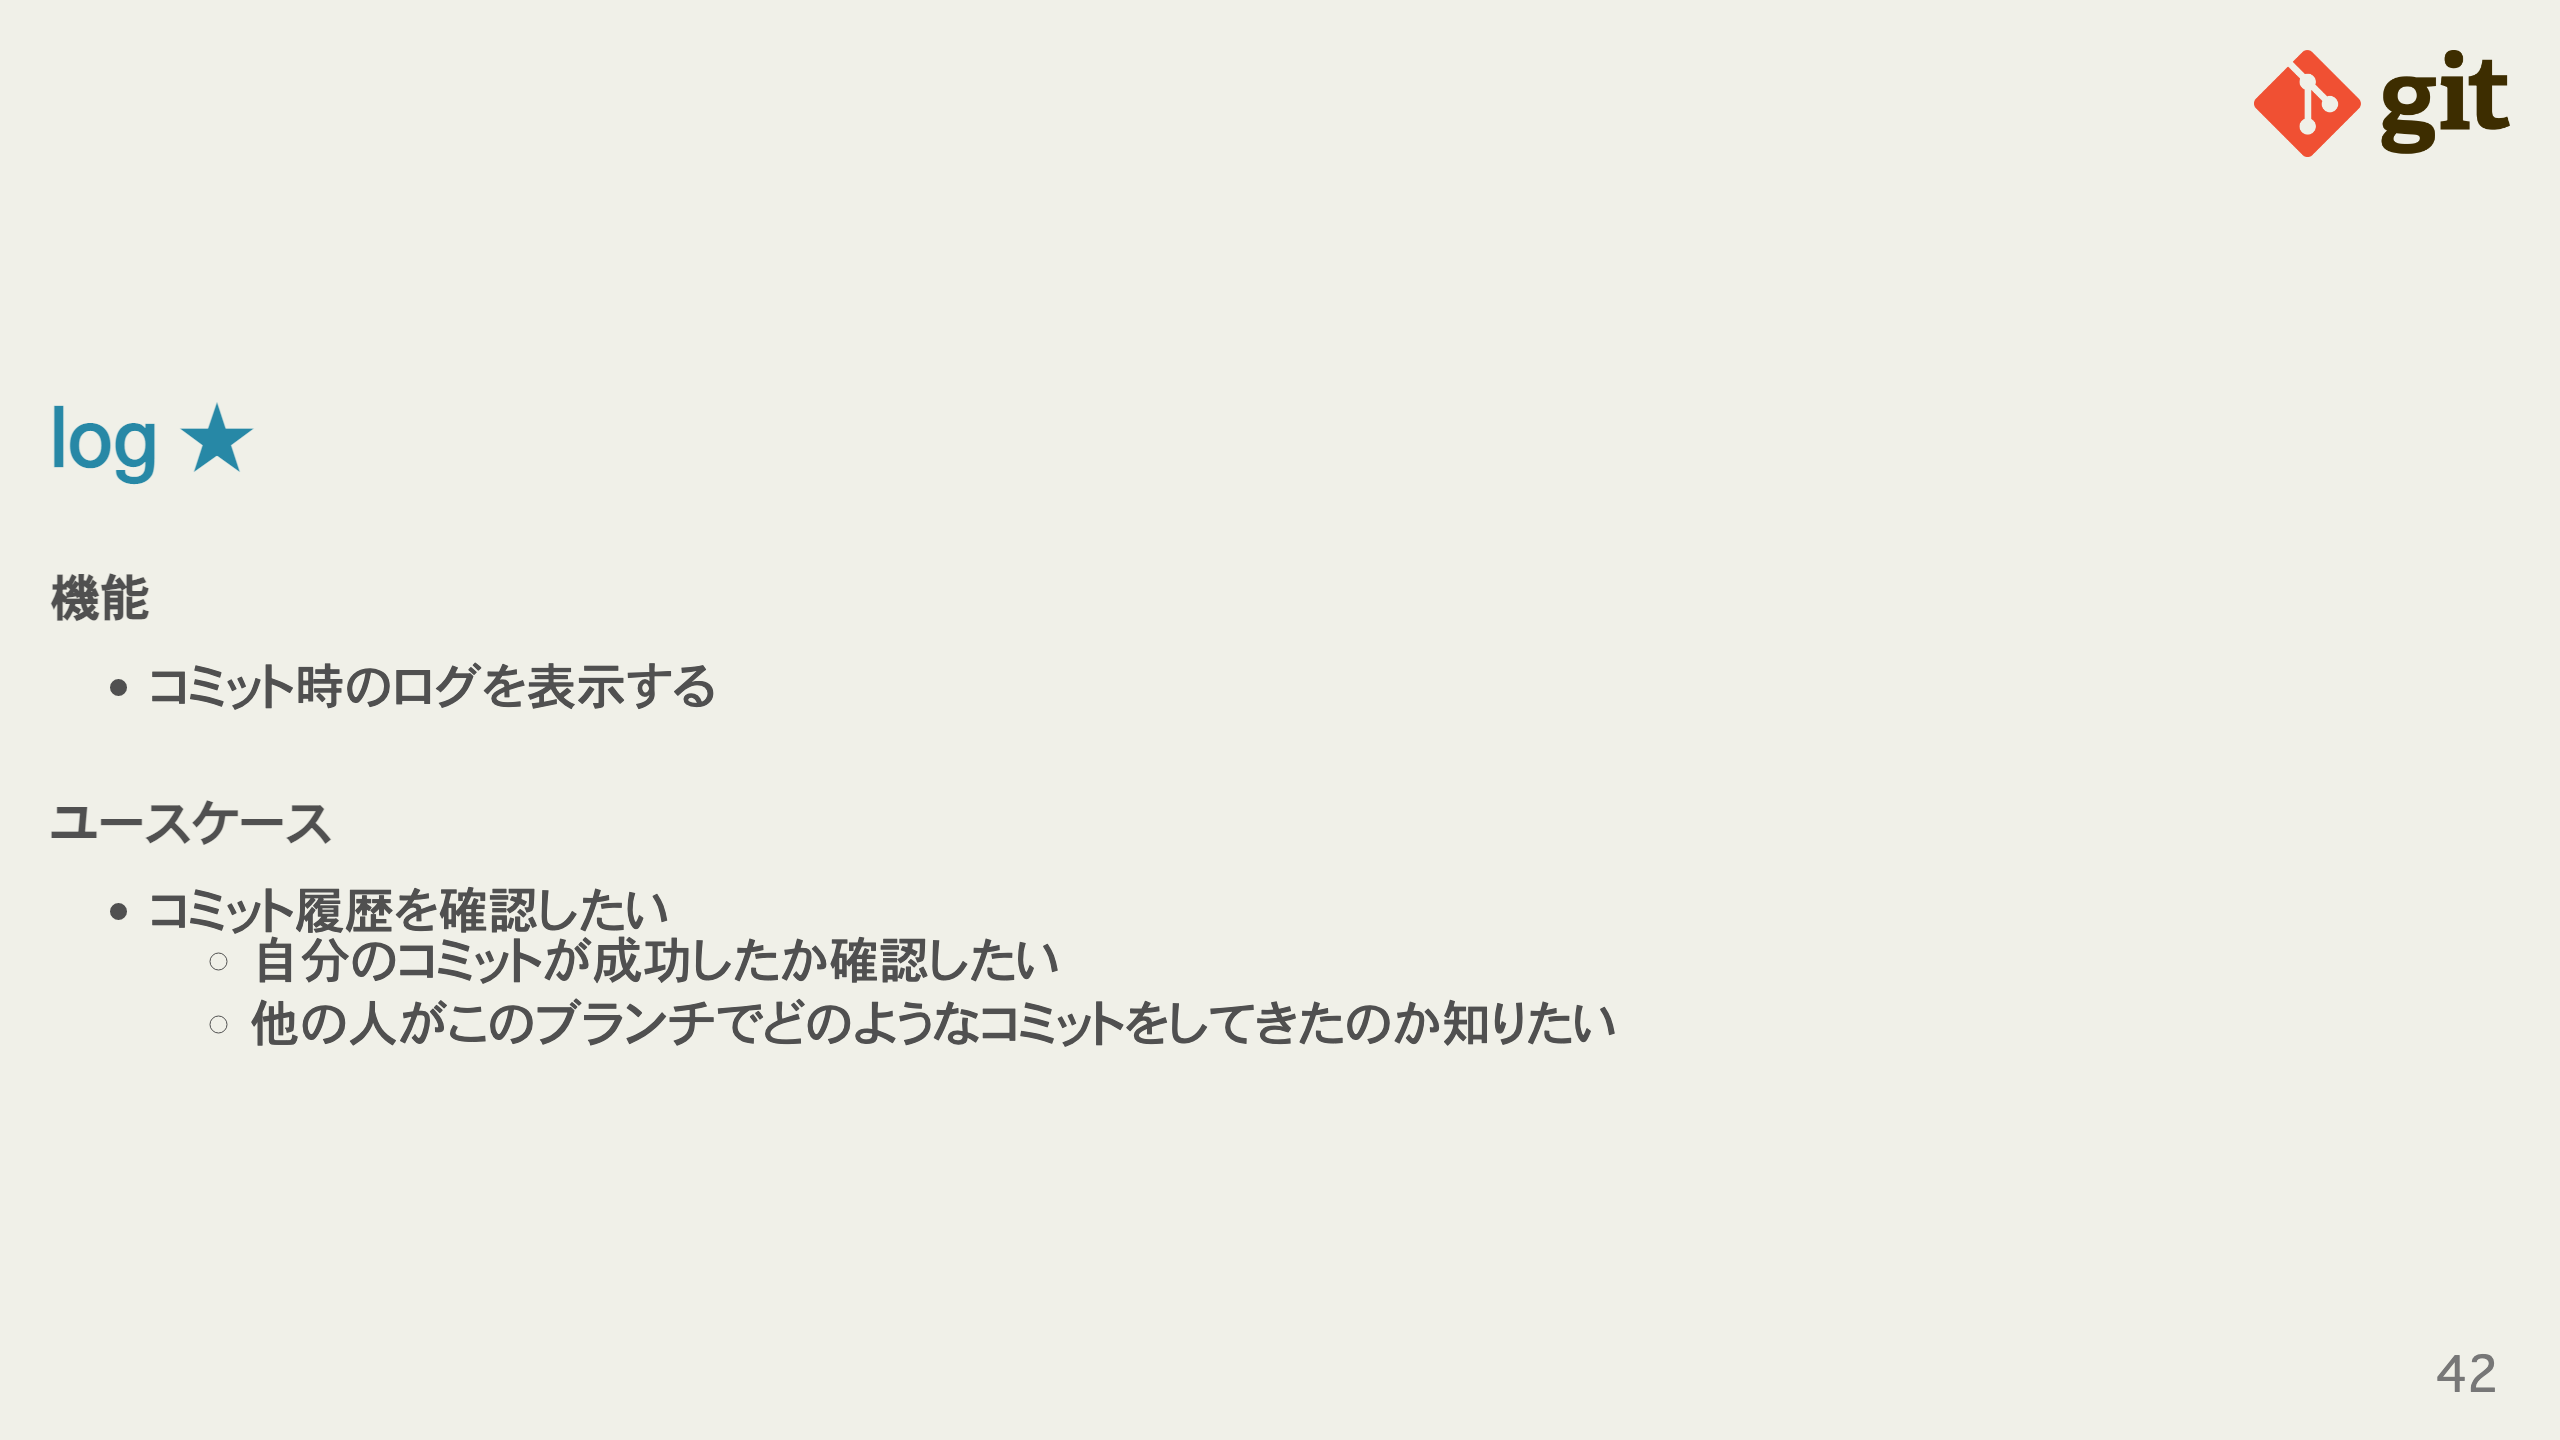 git
log ★
機能
• コミット時のログを表示する
ユースケース
• コミット履歴を確認したい
○ 自分のコミットが成功したか確認したい
○ 他の人がこのブランチでどのようなコミットをしてきたのか知りたい
42